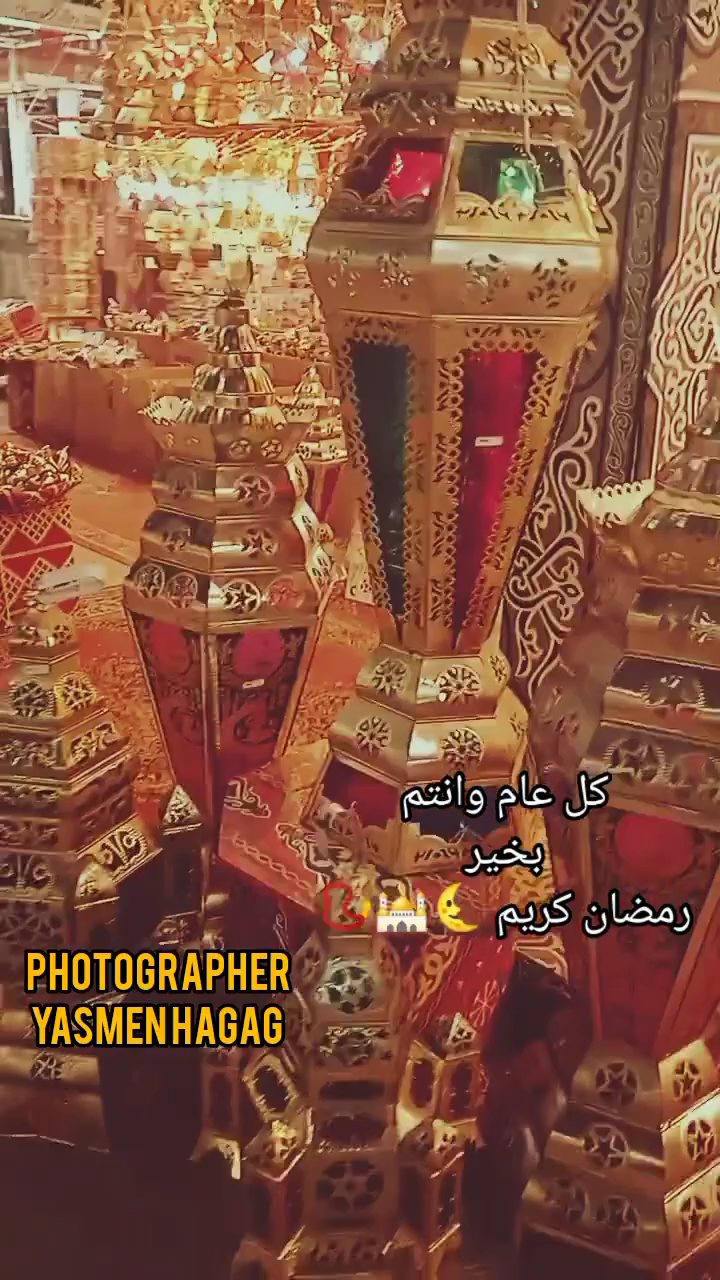 كل عام وانتم
بخير
رمضان كريم 🌜🕌📿
PHOTOGRAPHER
YASMEN HAGAG